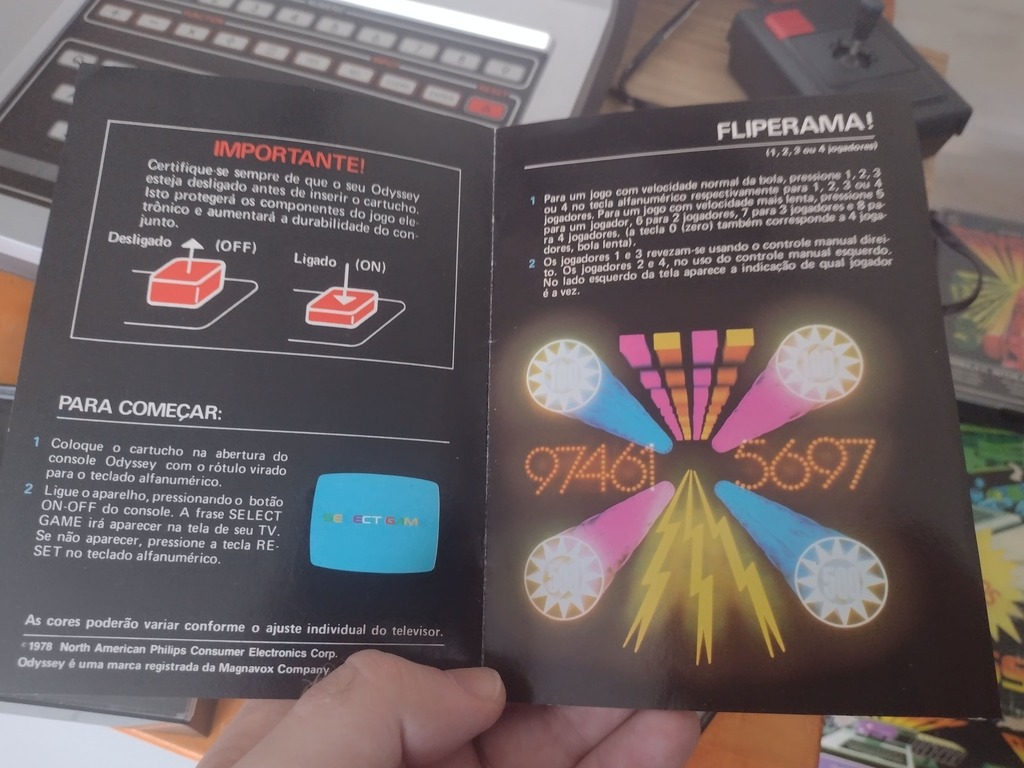 IMPORTANTE!
Certifique-se sempre de que o seu Odyssey
esteja desligado antes de inserir o cartucho.
Isto protegerá os componentes do jogo ele-
trônico e aumentará a durabilidade do con-
junto.
Desligado (OFF)
Ligado (ON)
PARA COMEÇAR:
1 Coloque o cartucho na abertura do
console Odyssey com o rótulo virado
para o teclado alfanumérico.
2 Ligue o aparelho, pressionando o botão
ON-OFF do console. A frase SELECT
GAME irá aparecer na tela de seu TV.
Se não aparecer, pressione a tecla RE-
SET no teclado alfanumérico.
SELECT GAM
As cores poderão variar conforme o ajuste individual do televisor.
©1978 North American Philips Consumer Electronics Corp.
Odyssey é uma marca registrada da Magnavox Company
FLIPERAMA!
(1, 2, 3 ou 4 jogadores)
1 Para um jogo com velocidade normal da bola, pressione 1, 2, 3
ou 4 no tecla alfanumérico respectivamente para 1, 2, 3 ou 4
jogadores. Para um jogo com velocidade mais lenta, pressione 5
para um jogador, 6 para 2 jogadores, 7 para 3 jogadores e 8 pa-
ra 4 jogadores. (a tecla 0 (zero) também corresponde a 4 joga-
dores, bola lenta).
2 Os jogadores 1 e 3 revezam-se usando o controle manual direi-
to. Os jogadores 2 e 4, no uso do controle manual esquerdo.
No lado esquerdo da tela aparece a indicação de qual jogador
é a vez.
100
97461 5697
500